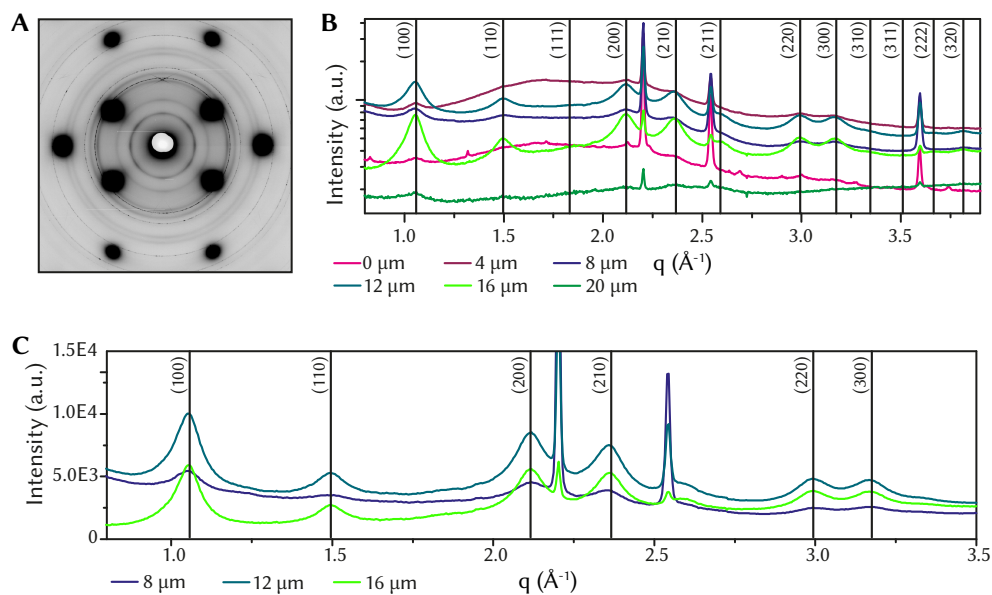 A
B
Intensity (a.u.)
(100)
(110)
(111)
(200)
(210)
(211)
(220)
(300)
(310)
(311)
(222)
(320)
1.0 1.5 2.0 2.5 3.0 3.5
q (Å⁻¹)
0 µm 4 µm 8 µm
12 µm 16 µm 20 µm
C
Intensity (a.u.)
1.5E4
1.0E4
5.0E3
0
(100)
(110)
(200)
(210)
(220)
(300)
1.0 1.5 2.0 2.5 3.0 3.5
q (Å⁻¹)
8 µm 12 µm 16 µm